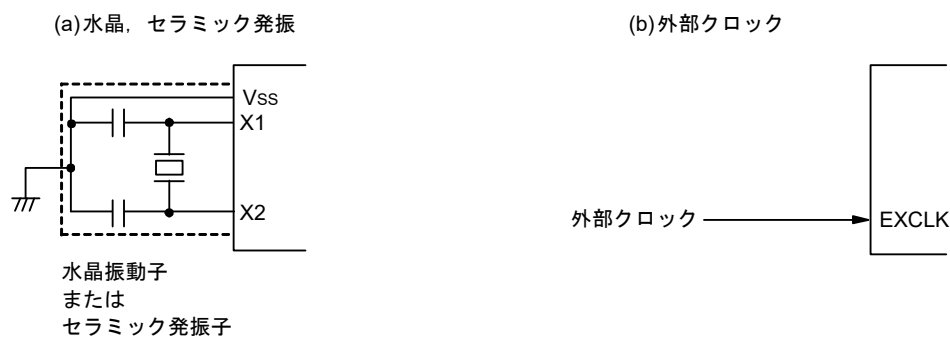 (a)水晶，セラミック発振
VSS
X1
X2
水晶振動子
または
セラミック発振子
(b)外部クロック
外部クロック
EXCLK